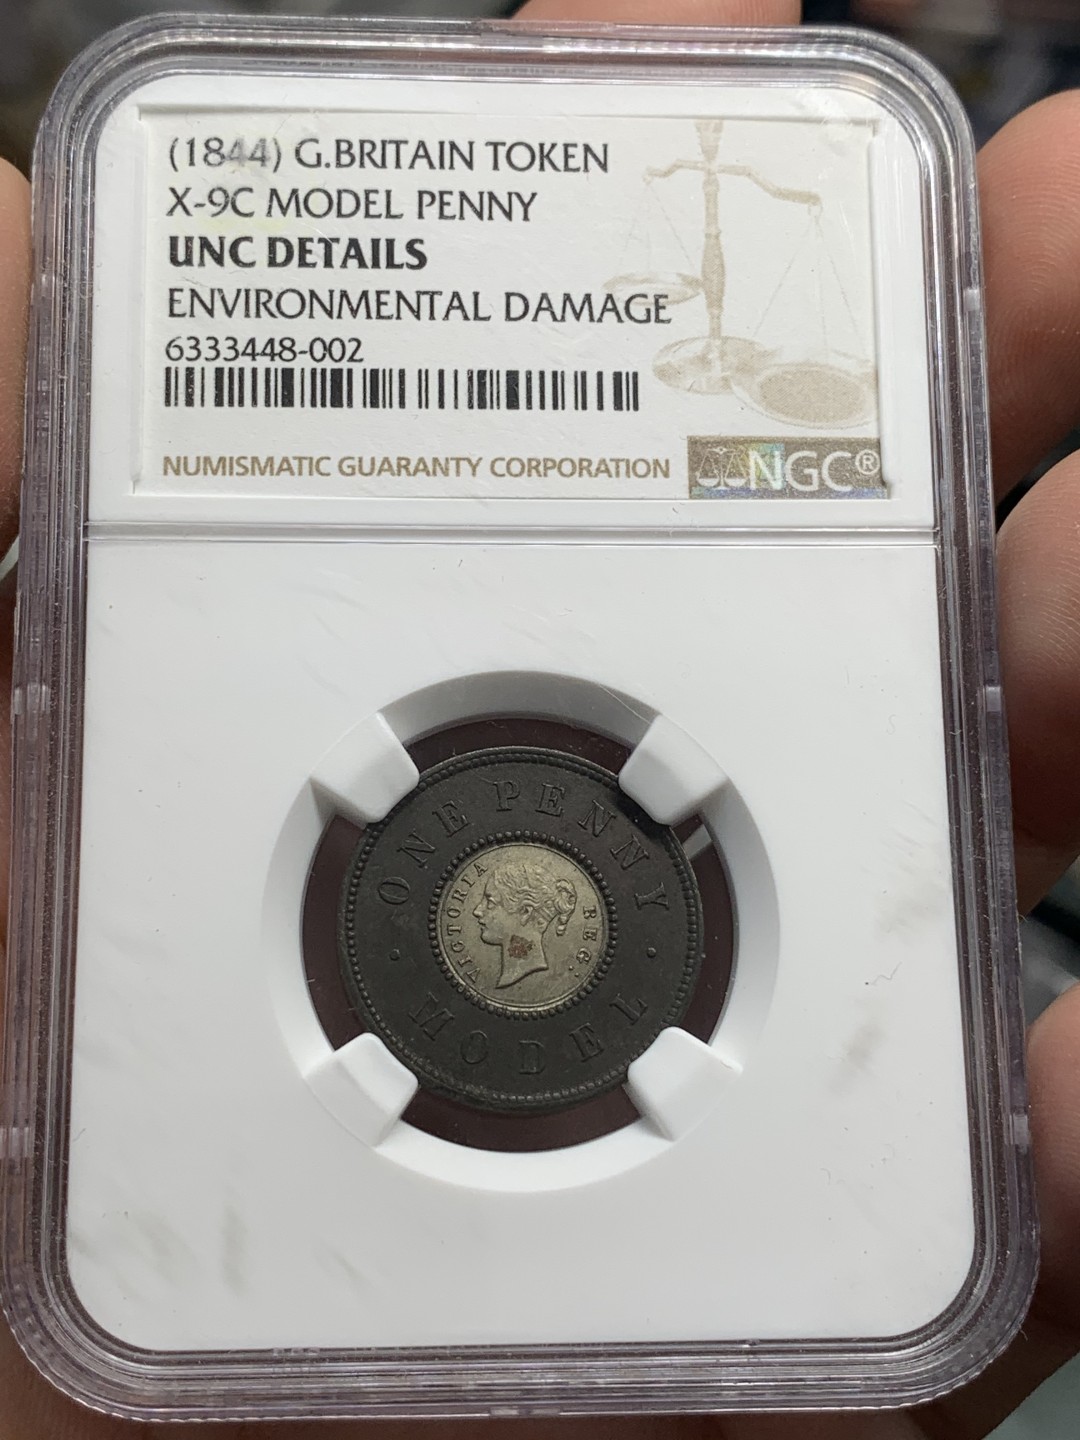 (1844) G.BRITAIN TOKEN
X-9C MODEL PENNY
UNC DETAILS
ENVIRONMENTAL DAMAGE
6333448-002
NUMISMATIC GUARANTY CORPORATION
NGC®
ONE PENNY
VICTORIA REG.
MODEL